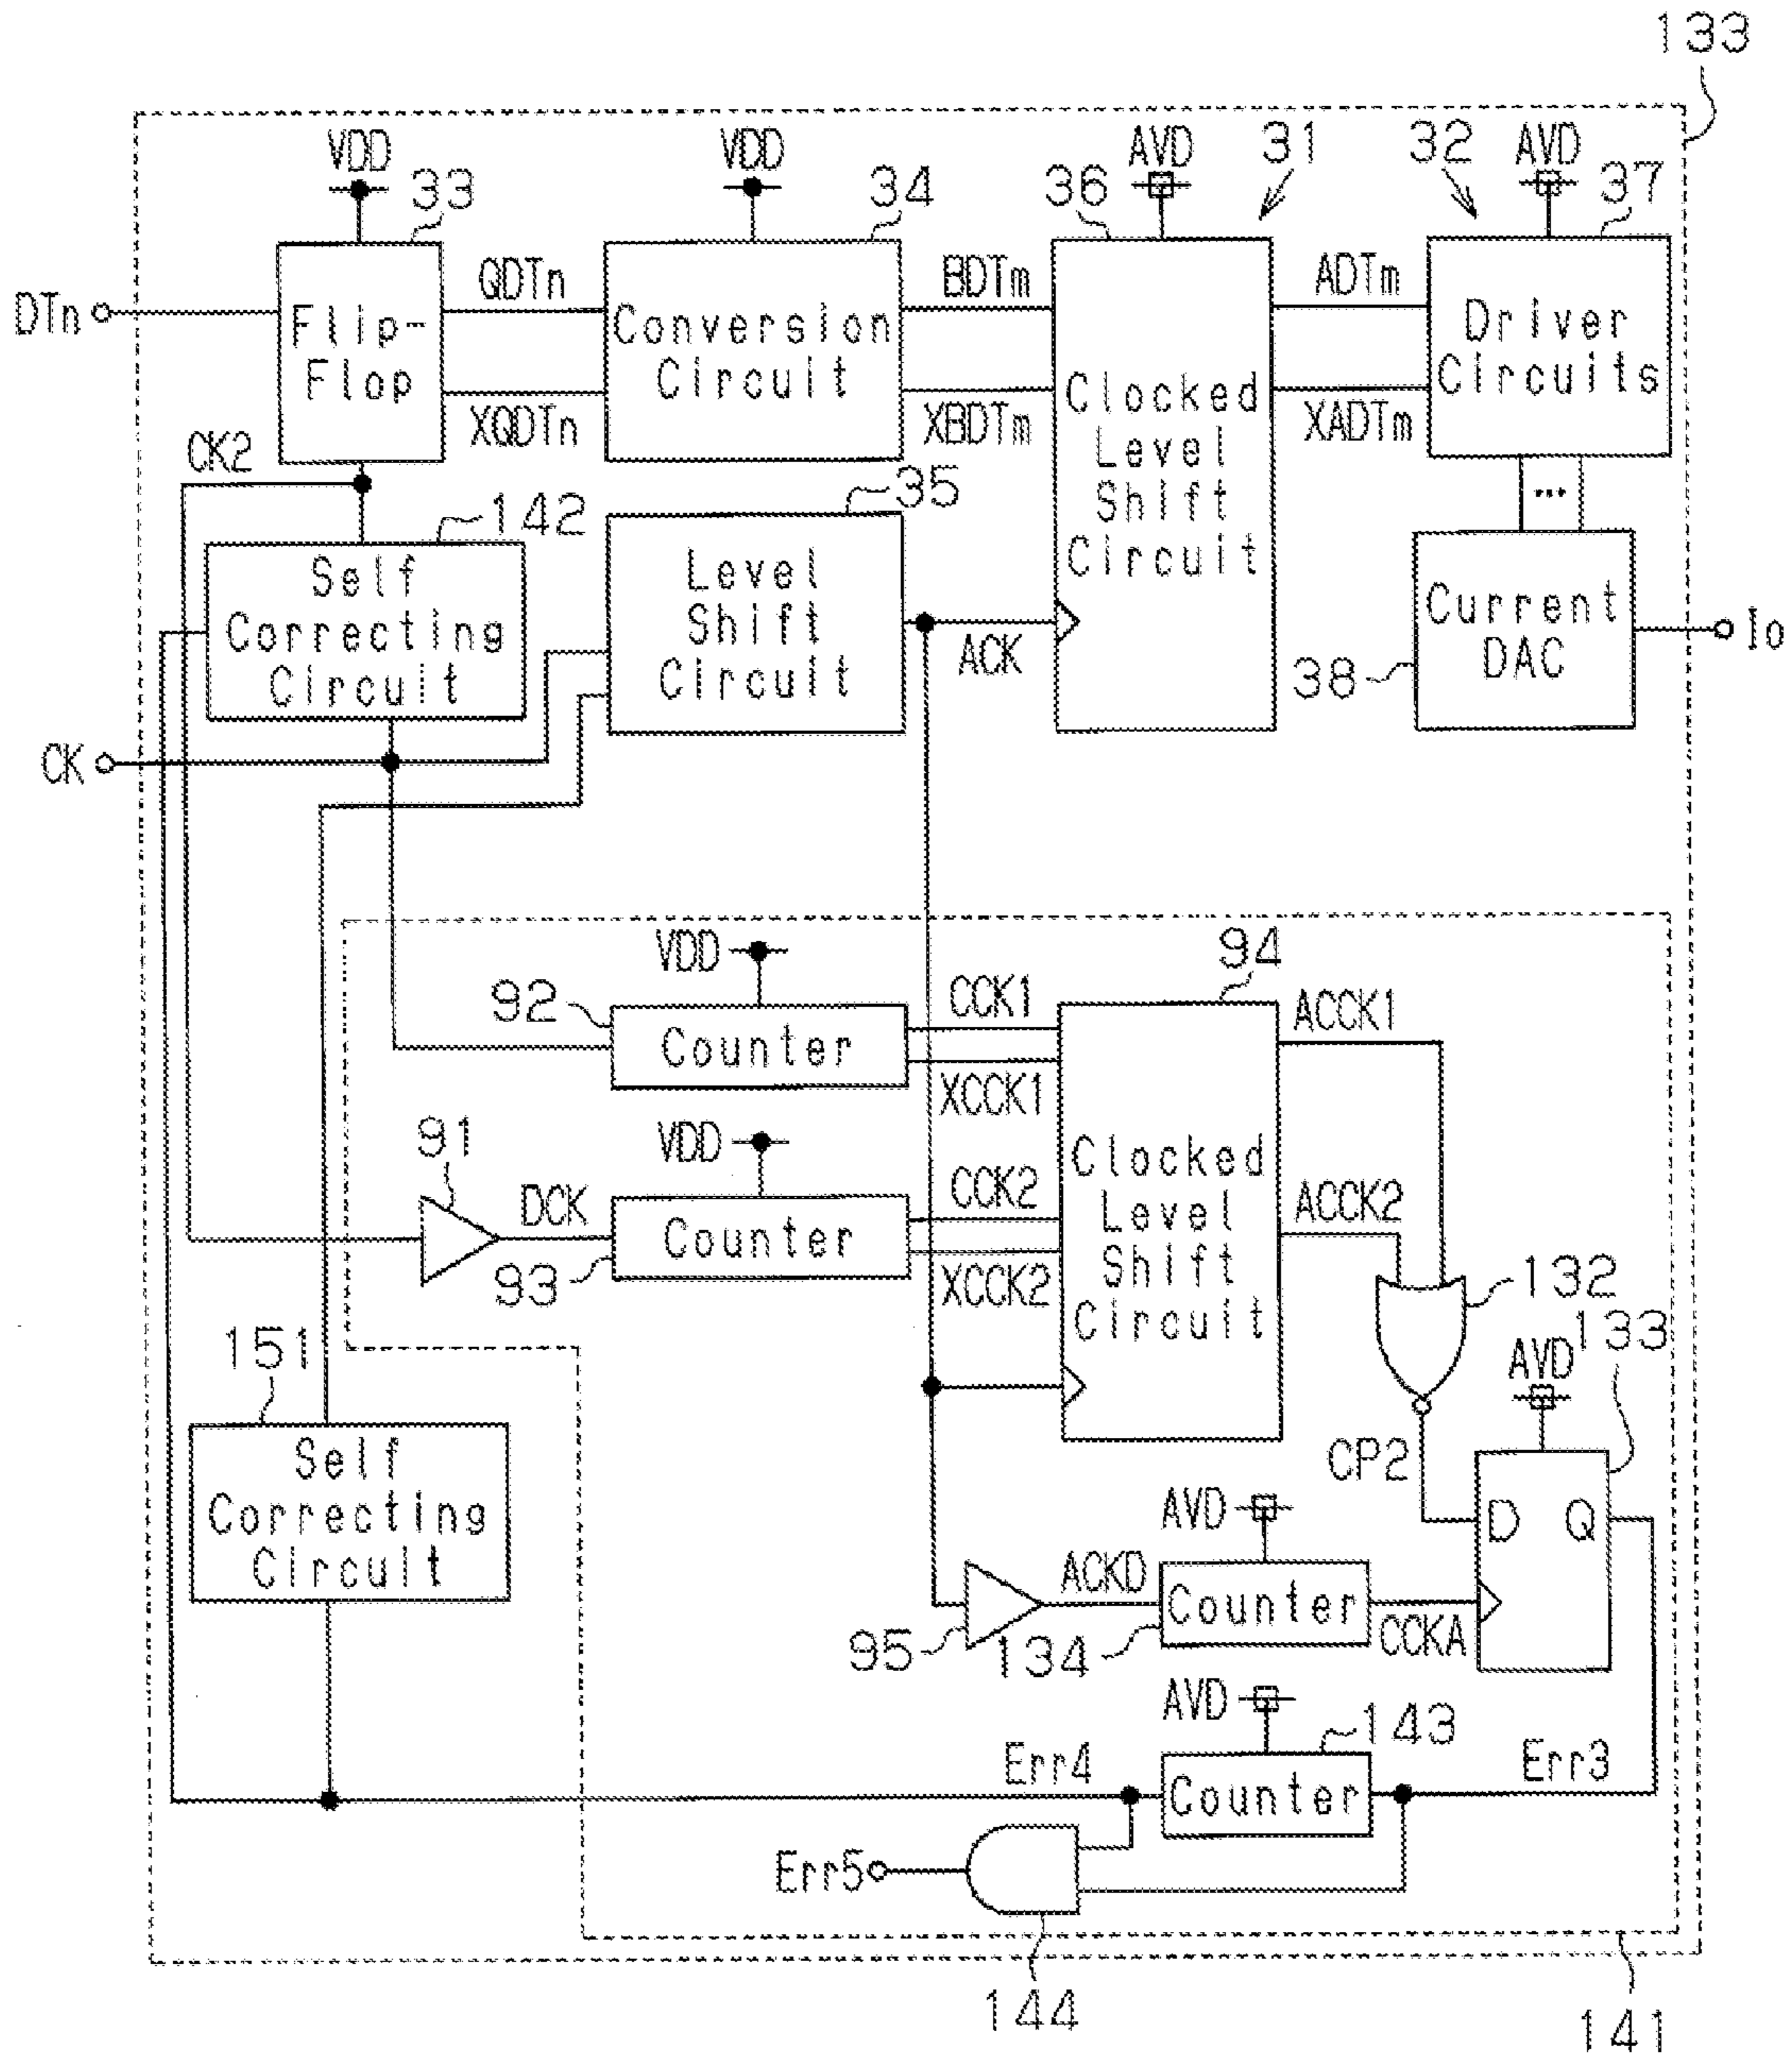 133
VDD
VDD
AVD
31
32
AVD
33
34
36
37
DTn
Flip-
Flop
QDTn
XQDTn
Conversion
Circuit
BDTm
XBDTm
Clocked
Level
Shift
Circuit
ADTm
XADTm
Driver
Circuits
...
CK2
142
Self
Correcting
Circuit
35
Level
Shift
Circuit
ACK
Current
DAC
38
Io
CK
VDD
92
Counter
CCK1
XCCK1
94
ACCK1
91
VDD
DCK
93
Counter
CCK2
XCCK2
Clocked
Level
Shift
Circuit
ACCK2
132
133
AVD
151
Self
Correcting
Circuit
CP2
D
Q
AVD
ACKD
95
134
Counter
CCKA
AVD
143
Err4
Counter
Err3
Err5
144
141